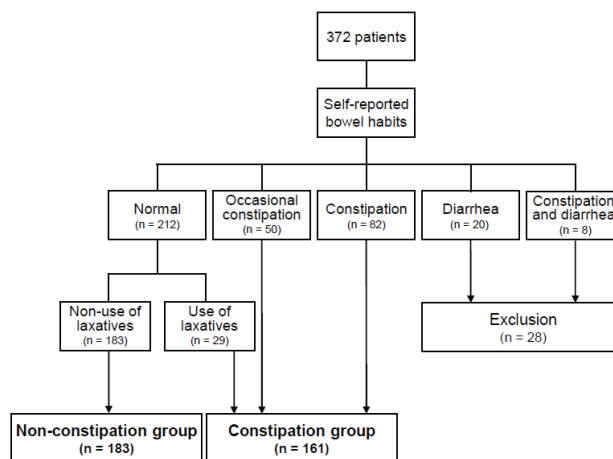 372 patients
Self-reported
bowel habits
Normal
(n = 212)
Occasional
constipation
(n = 50)
Constipation
(n = 82)
Diarrhea
(n = 20)
Constipation
and diarrhea
(n = 8)
Non-use of
laxatives
(n = 183)
Use of
laxatives
(n = 29)
Exclusion
(n = 28)
Non-constipation group
(n = 183)
Constipation group
(n = 161)